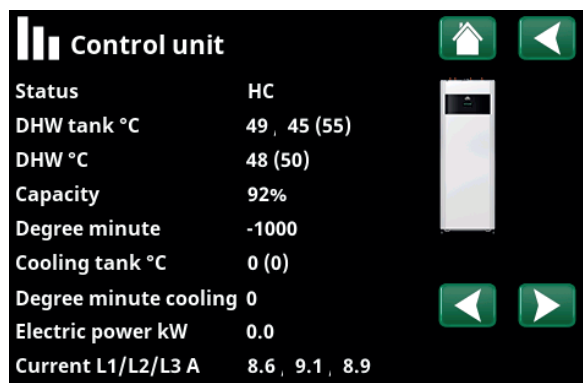 Control unit
Status HC
DHW tank °C 49 , 45 (55)
DHW °C 48 (50)
Capacity 92%
Degree minute -1000
Cooling tank °C 0 (0)
Degree minute cooling 0
Electric power kW 0.0
Current L1/L2/L3 A 8.6 , 9.1 , 8.9